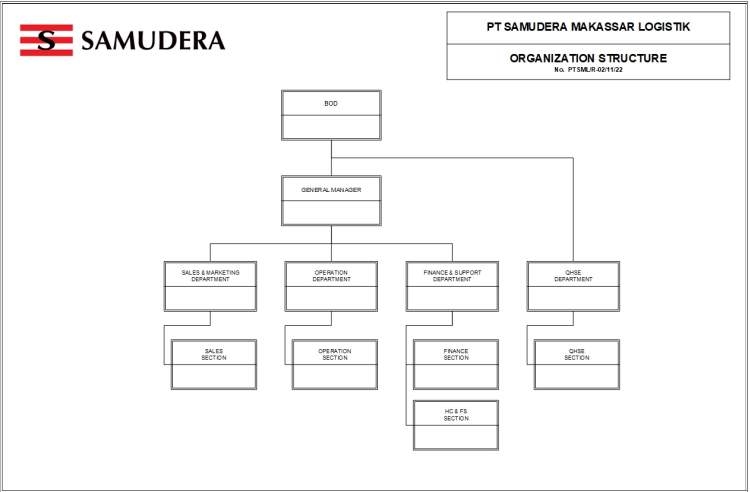 S SAMUDERA
PT SAMUDERA MAKASSAR LOGISTIK
ORGANIZATION STRUCTURE
No. PTSML/R-02/11/22
BOD
GENERAL MANAGER
SALES & MARKETING
DEPARTMENT
OPERATION
DEPARTMENT
FINANCE & SUPPORT
DEPARTMENT
QHSE
DEPARTMENT
SALES
SECTION
OPERATION
SECTION
FINANCE
SECTION
QHSE
SECTION
HC & FS
SECTION